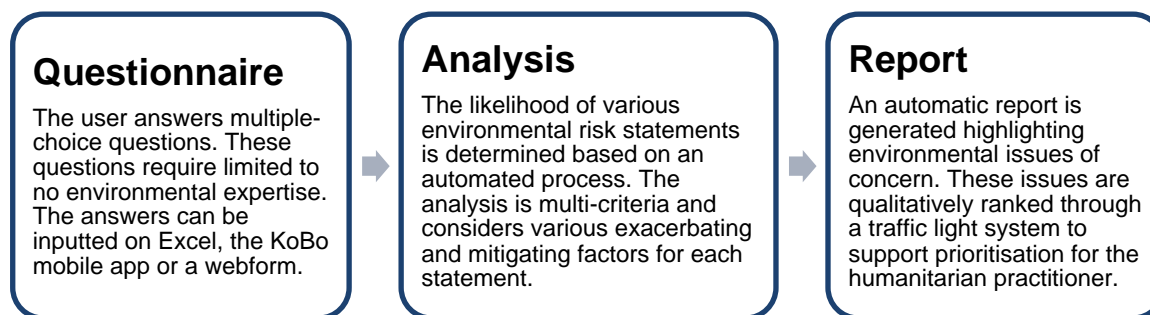 Questionnaire
The user answers multiple-
choice questions. These
questions require limited to
no environmental expertise.
The answers can be
inputted on Excel, the KoBo
mobile app or a webform.
Analysis
The likelihood of various
environmental risk statements
is determined based on an
automated process. The
analysis is multi-criteria and
considers various exacerbating
and mitigating factors for each
statement.
Report
An automatic report is
generated highlighting
environmental issues of
concern. These issues are
qualitatively ranked through
a traffic light system to
support prioritisation for the
humanitarian practitioner.